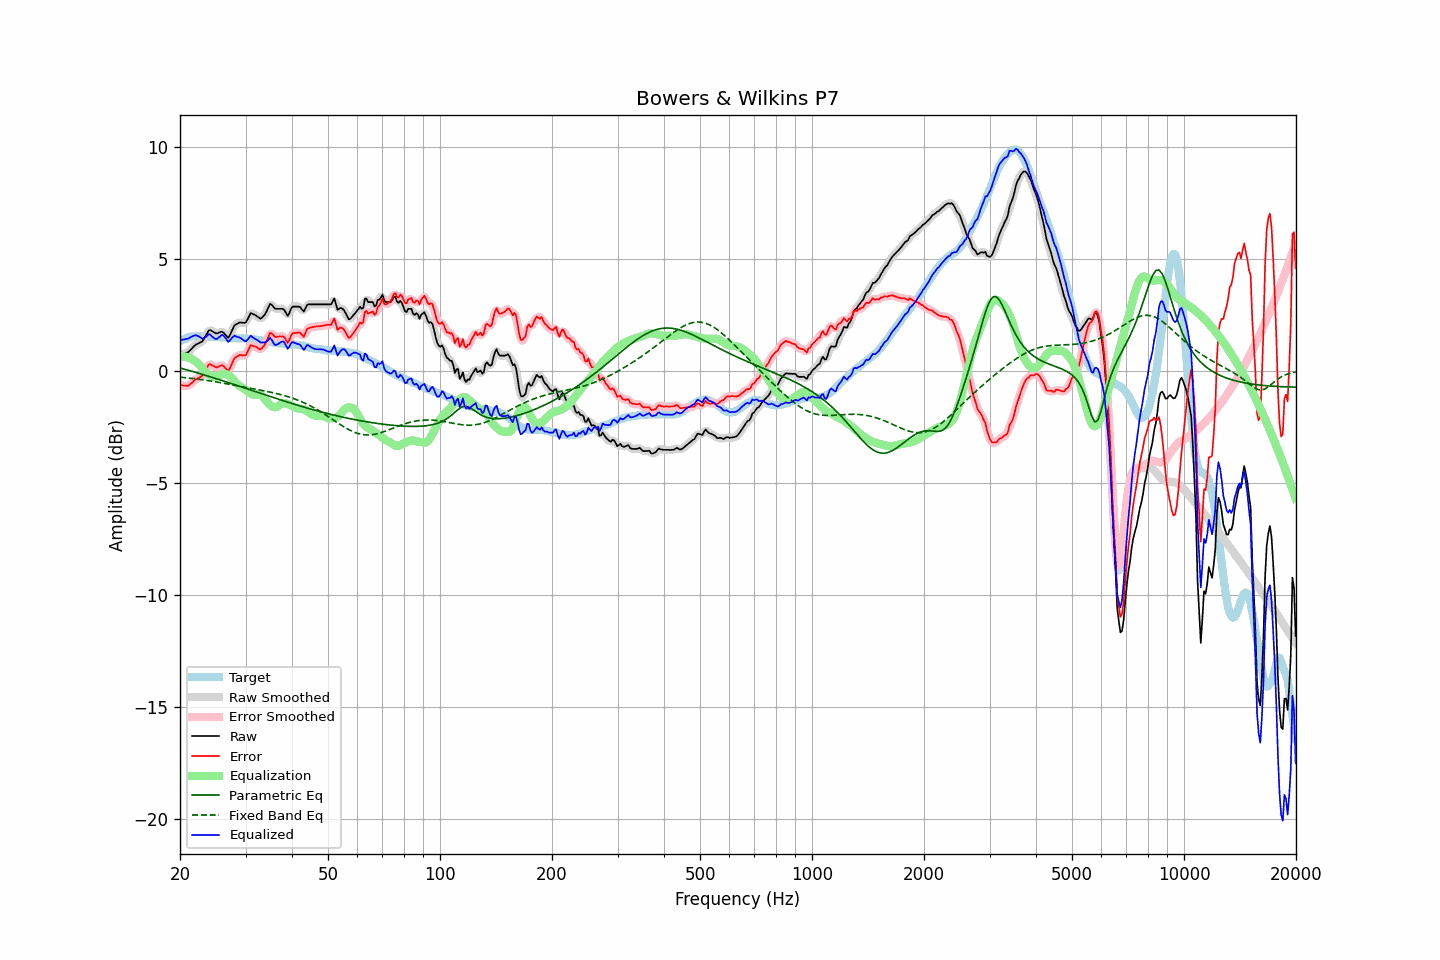 Bowers & Wilkins P7
10
5
0
−5
−10
−15
−20
Amplitude (dBr)
Target
Raw Smoothed
Error Smoothed
Raw
Error
Equalization
Parametric Eq
Fixed Band Eq
Equalized
20 50 100 200 500 1000 2000 5000 10000 20000
Frequency (Hz)